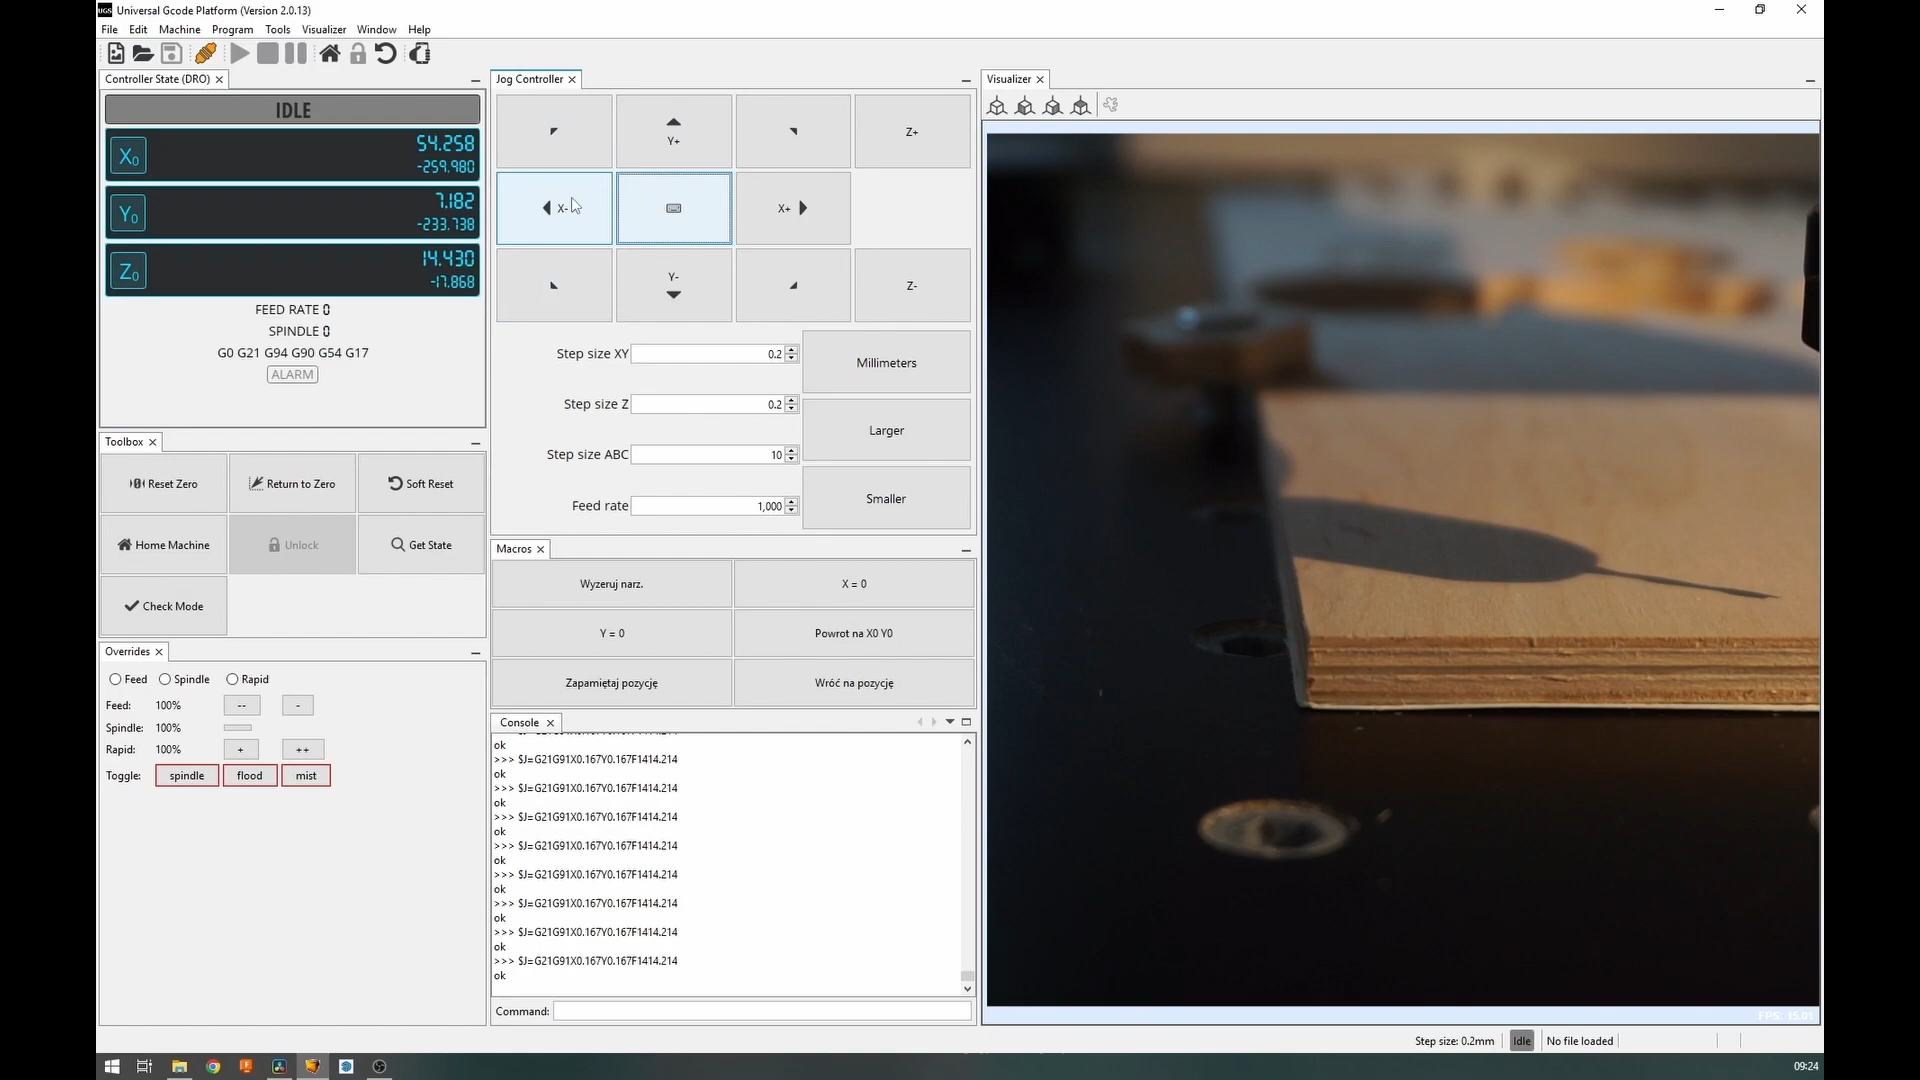 UGS Universal Gcode Platform (Version 2.0.13)
File Edit Machine Program Tools Visualizer Window Help
Controller State (DRO)
IDLE
X0 54.258
-259.980
Y0 7.182
-233.738
Z0 14.430
-17.868
FEED RATE 0
SPINDLE 0
G0 G21 G94 G90 G54 G17
ALARM
Toolbox
Reset Zero Return to Zero Soft Reset
Home Machine Unlock Get State
Check Mode
Overrides
Feed Spindle Rapid
Feed: 100% -- -
Spindle: 100%
Rapid: 100% + ++
Toggle: spindle flood mist
Jog Controller
Y+ Z+
X- X+
Y- Z-
Step size XY 0.2 Millimeters
Step size Z 0.2
Larger
Step size ABC 10
Smaller
Feed rate 1,000
Macros
Wyzeruj narz. X = 0
Y = 0 Powrot na X0 Y0
Zapamiętaj pozycję Wróć na pozycję
Console
ok
>>> $J=G21G91X0.167Y0.167F1414.214
ok
>>> $J=G21G91X0.167Y0.167F1414.214
ok
>>> $J=G21G91X0.167Y0.167F1414.214
ok
>>> $J=G21G91X0.167Y0.167F1414.214
ok
>>> $J=G21G91X0.167Y0.167F1414.214
ok
>>> $J=G21G91X0.167Y0.167F1414.214
ok
>>> $J=G21G91X0.167Y0.167F1414.214
ok
>>> $J=G21G91X0.167Y0.167F1414.214
ok
Command:
Visualizer
FPS: 15.01
Step size: 0.2mm Idle No file loaded
09:24